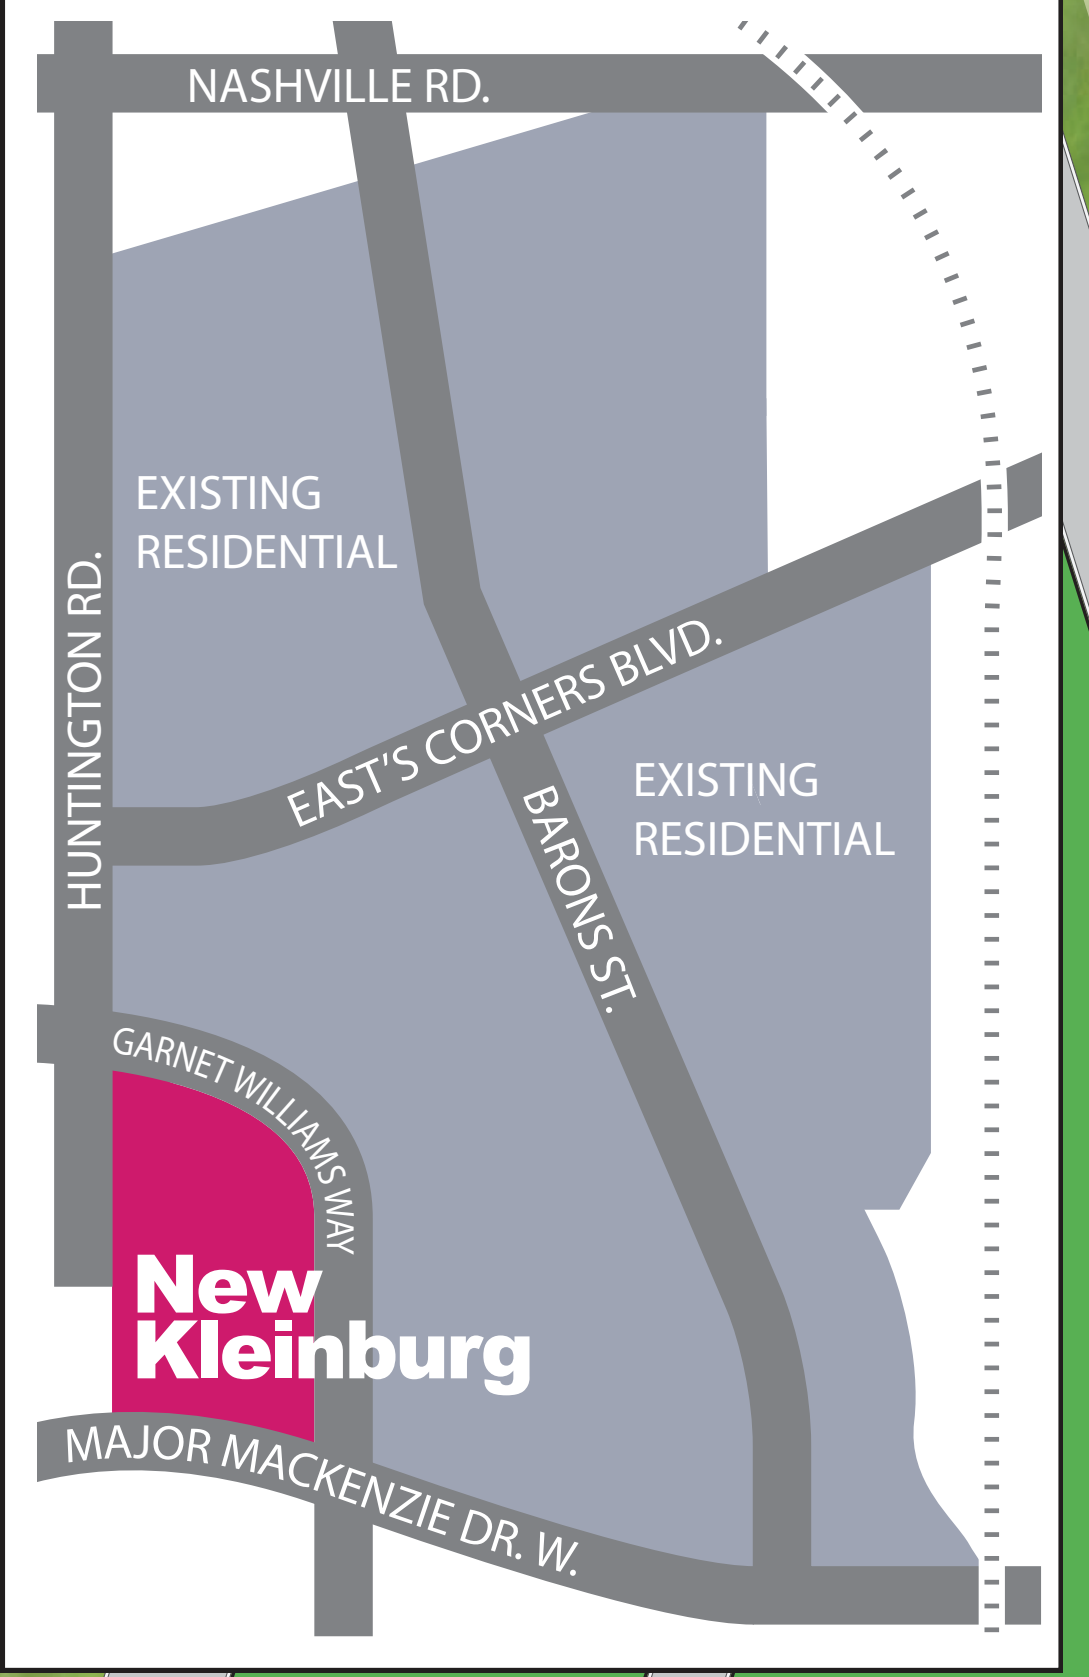 NASHVILLE RD.
EXISTING
RESIDENTIAL
HUNTINGTON RD.
EAST'S CORNERS BLVD.
BARONS ST.
EXISTING
RESIDENTIAL
GARNET WILLIAMS WAY
New
Kleinburg
MAJOR MACKENZIE DR. W.